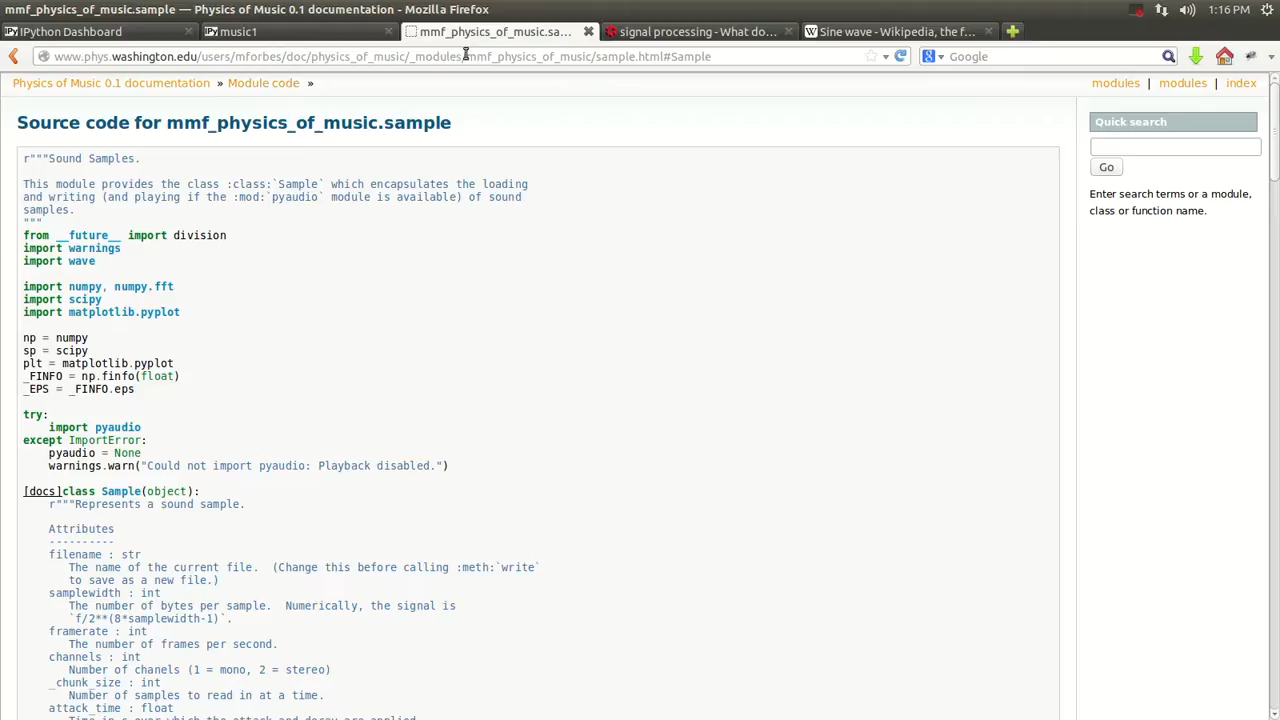 mmf_physics_of_music.sample — Physics of Music 0.1 documentation - Mozilla Firefox
1:16 PM
IPython Dashboard
music1
mmf_physics_of_music.sa...
signal processing - What do...
Sine wave - Wikipedia, the f...
www.phys.washington.edu/users/mforbes/doc/physics_of_music/_modules/mmf_physics_of_music/sample.html#Sample
Google
Physics of Music 0.1 documentation » Module code »
modules | modules | index
Source code for mmf_physics_of_music.sample
r"""Sound Samples.
This module provides the class :class:`Sample` which encapsulates the loading
and writing (and playing if the :mod:`pyaudio` module is available) of sound
samples.
"""
from __future__ import division
import warnings
import wave
import numpy, numpy.fft
import scipy
import matplotlib.pyplot
np = numpy
sp = scipy
plt = matplotlib.pyplot
_FINFO = np.finfo(float)
_EPS = _FINFO.eps
try:
import pyaudio
except ImportError:
pyaudio = None
warnings.warn("Could not import pyaudio: Playback disabled.")
[docs]class Sample(object):
r"""Represents a sound sample.
Attributes
----------
filename : str
The name of the current file.  (Change this before calling :meth:`write`
to save as a new file.)
samplewidth : int
The number of bytes per sample.  Numerically, the signal is
`f/2**(8*samplewidth-1)`.
framerate : int
The number of frames per second.
channels : int
Number of chanels (1 = mono, 2 = stereo)
_chunk_size : int
Number of samples to read in at a time.
attack_time : float
Time in s over which the attack and decay are applied
Quick search
Go
Enter search terms or a module,
class or function name.